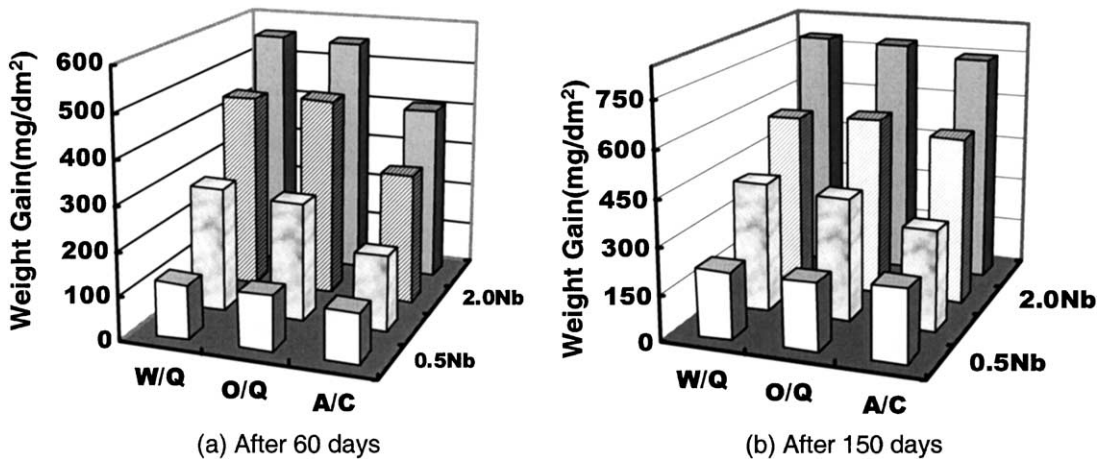 Weight Gain(mg/dm²)
600
500
400
300
200
100
0
W/Q
O/Q
A/C
0.5Nb
2.0Nb
(a) After 60 days
Weight Gain(mg/dm²)
750
600
450
300
150
0
W/Q
O/Q
A/C
0.5Nb
2.0Nb
(b) After 150 days